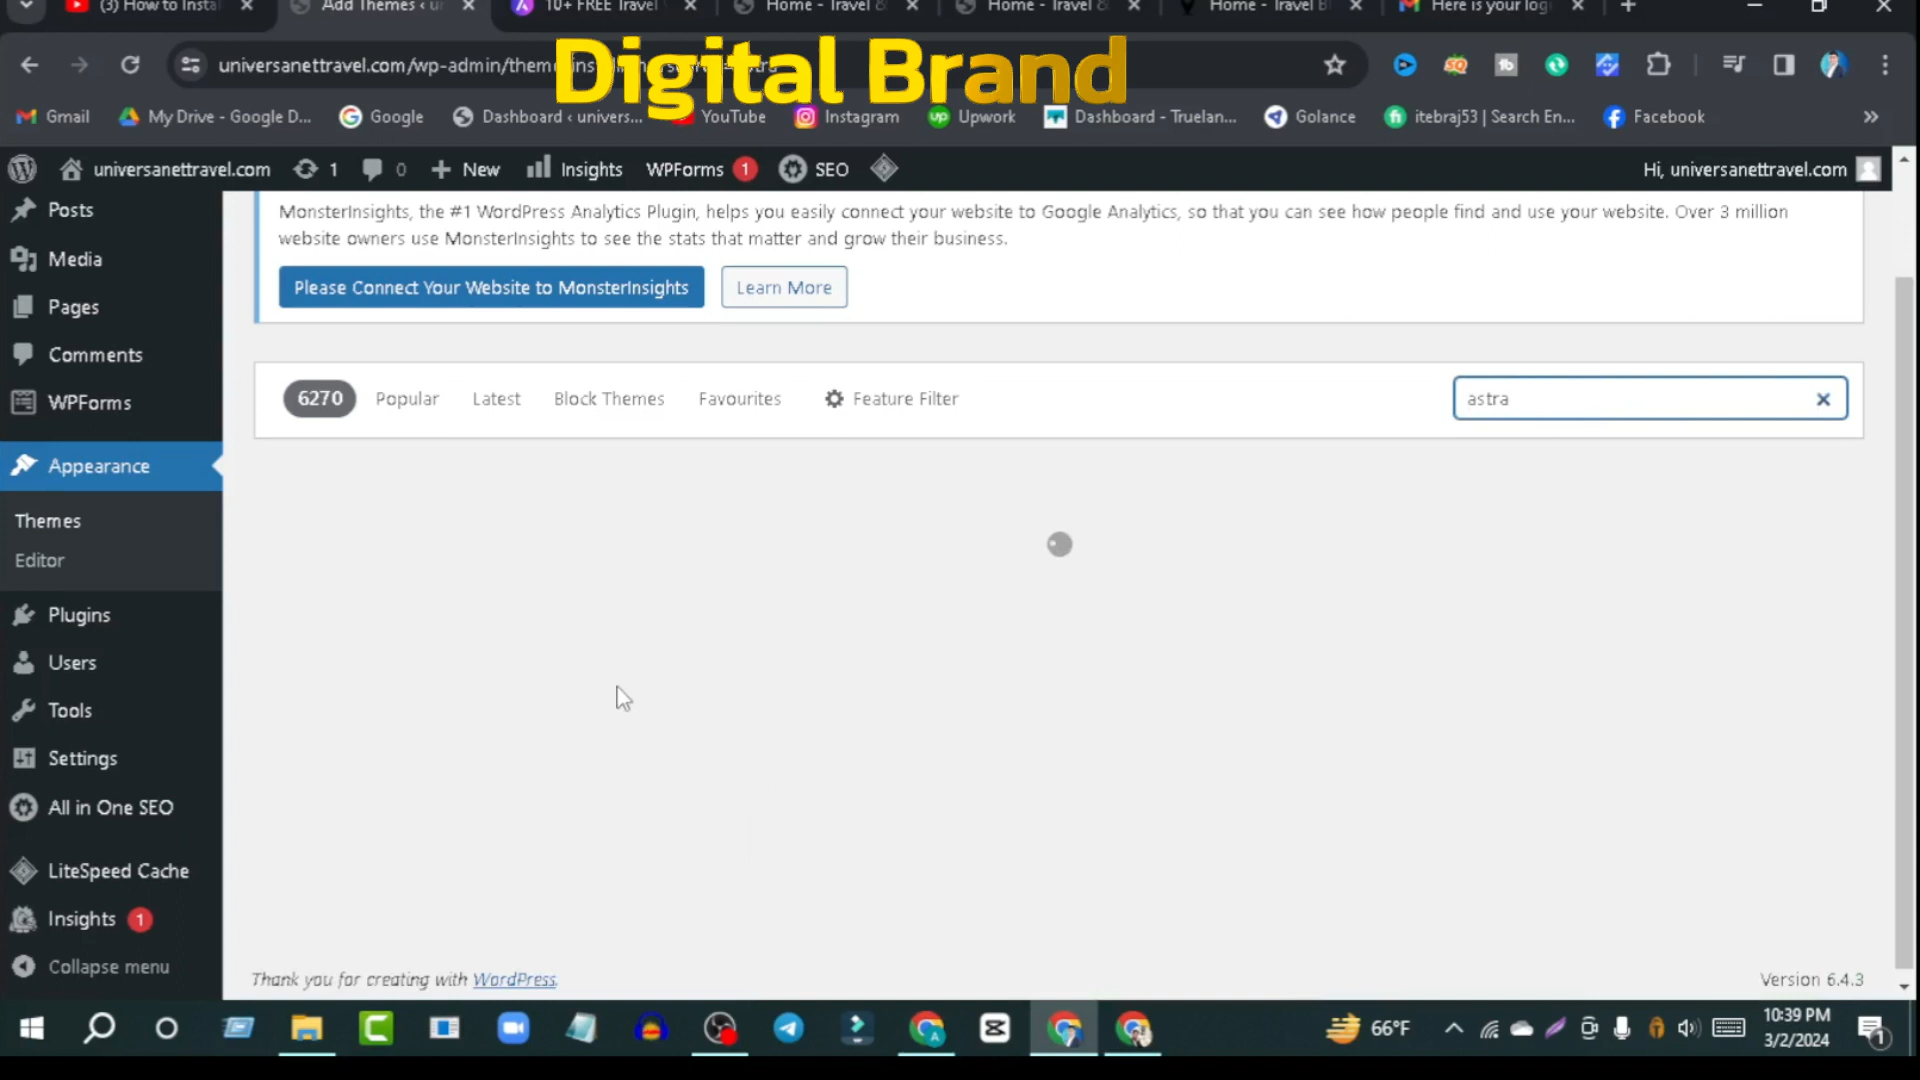 (3) How to Instal
Add Themes ‹ u
10+ FREE Travel
Home - Travel &
Home - Travel &
Home - Travel B
Here is your log
universanettravel.com/wp-admin/them
Digital Brand
Gmail
My Drive - Google D...
Google
Dashboard ‹ univers...
YouTube
Instagram
Upwork
Dashboard - Truelan...
Golance
itebraj53 | Search En...
Facebook
»
universanettravel.com
1
0
New
Insights
WPForms 1
SEO
Hi, universanettravel.com
Posts
Media
Pages
Comments
WPForms
Appearance
Themes
Editor
Plugins
Users
Tools
Settings
All in One SEO
LiteSpeed Cache
Insights 1
Collapse menu
MonsterInsights, the #1 WordPress Analytics Plugin, helps you easily connect your website to Google Analytics, so that you can see how people find and use your website. Over 3 million
website owners use MonsterInsights to see the stats that matter and grow their business.
Please Connect Your Website to MonsterInsights
Learn More
6270
Popular
Latest
Block Themes
Favourites
Feature Filter
astra
Thank you for creating with WordPress.
Version 6.4.3
66°F
10:39 PM
3/2/2024
1